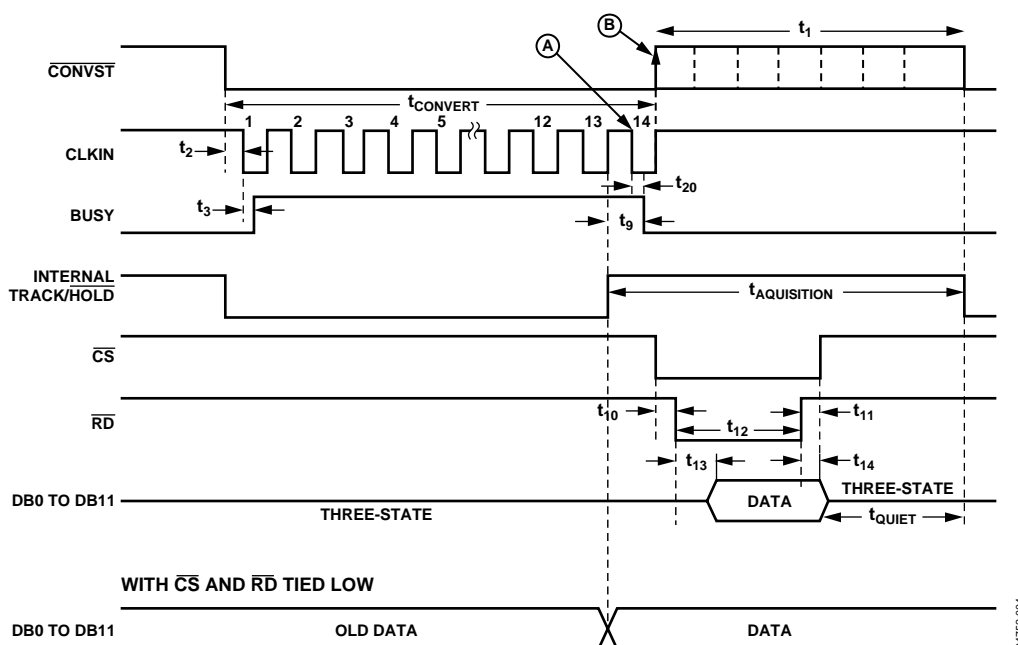 B
t1
A
CONVST
tCONVERT
1 2 3 4 5 12 13 14
CLKIN
t2
t20
t3
BUSY
t9
INTERNAL
TRACK/HOLD
tAQUISITION
CS
t10
t11
RD
t12
t13
t14
DB0 TO DB11
DATA
THREE-STATE
THREE-STATE
tQUIET
WITH CS AND RD TIED LOW
DB0 TO DB11
OLD DATA
DATA